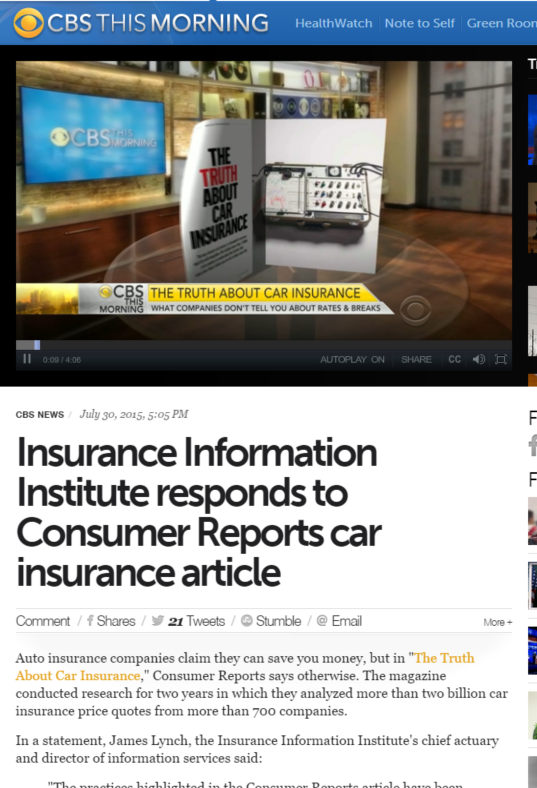 CBS THIS MORNING
HealthWatch Note to Self Green Roo
CBS THIS MORNING
THE
TRUTH
ABOUT
CAR
INSURANCE
CBS THIS MORNING
THE TRUTH ABOUT CAR INSURANCE
WHAT COMPANIES DON'T TELL YOU ABOUT RATES & BREAKS
0:09 / 4:06 AUTOPLAY ON SHARE CC
CBS NEWS / July 30, 2015, 5:05 PM
Insurance Information
Institute responds to
Consumer Reports car
insurance article
Comment / f Shares / 21 Tweets / Stumble / @ Email More +
Auto insurance companies claim they can save you money, but in "The Truth
About Car Insurance," Consumer Reports says otherwise. The magazine
conducted research for two years in which they analyzed more than two billion car
insurance price quotes from more than 700 companies.
In a statement, James Lynch, the Insurance Information Institute's chief actuary
and director of information services said:
"The practices highlighted in the Consumer Reports article have been